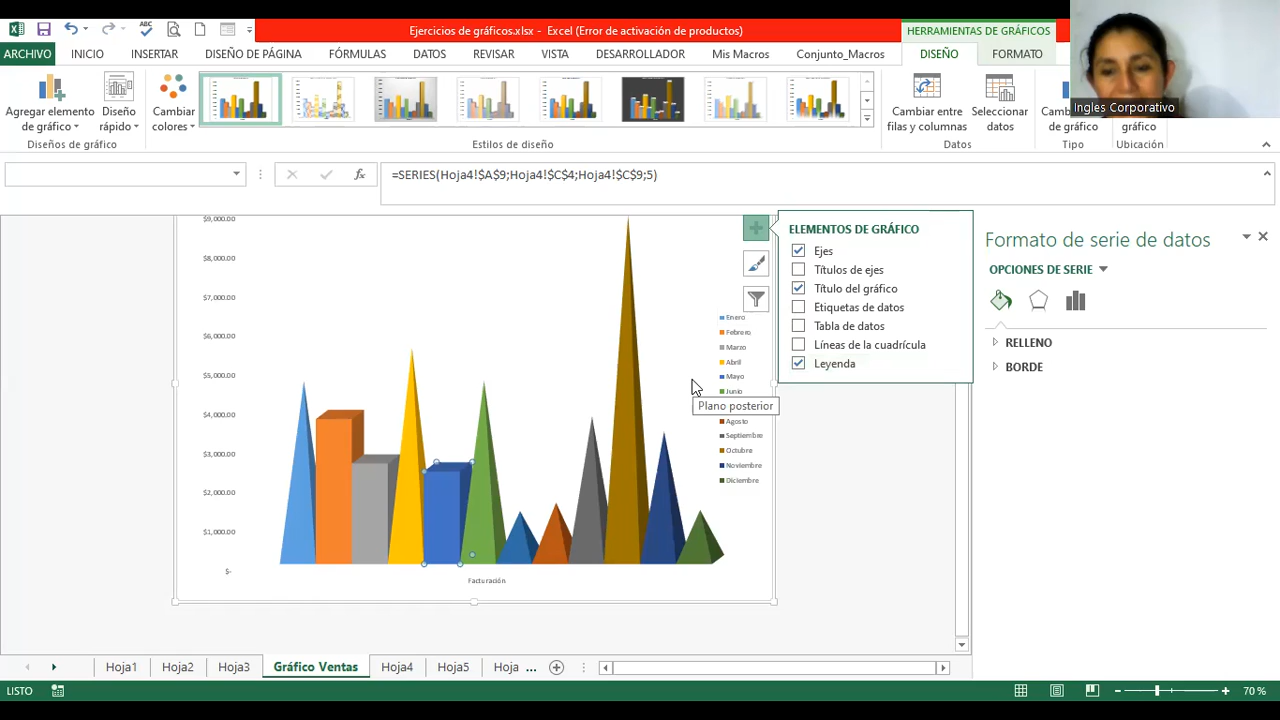 Ejercicios de gráficos.xlsx - Excel (Error de activación de productos)
HERRAMIENTAS DE GRÁFICOS
ARCHIVO INICIO INSERTAR DISEÑO DE PÁGINA FÓRMULAS DATOS REVISAR VISTA DESARROLLADOR Mis Macros Conjunto_Macros DISEÑO FORMATO
Ingles Corporativo
Agregar elemento de gráfico
Diseño rápido
Cambiar colores
Cambiar entre filas y columnas
Seleccionar datos
de gráfico
gráfico
Diseños de gráfico
Estilos de diseño
Datos
Tipo
Ubicación
=SERIES(Hoja4!$A$9;Hoja4!$C$4;Hoja4!$C$9;5)
$9,000.00
$8,000.00
$7,000.00
$6,000.00
$5,000.00
$4,000.00
$3,000.00
$2,000.00
$1,000.00
$-
Facturación
Enero
Febrero
Marzo
Abril
Mayo
Junio
Agosto
Septiembre
Octubre
Noviembre
Diciembre
Plano posterior
ELEMENTOS DE GRÁFICO
Ejes
Títulos de ejes
Título del gráfico
Etiquetas de datos
Tabla de datos
Líneas de la cuadrícula
Leyenda
Formato de serie de datos
OPCIONES DE SERIE
RELLENO
BORDE
Hoja1 Hoja2 Hoja3 Gráfico Ventas Hoja4 Hoja5 Hoja ...
LISTO
70 %